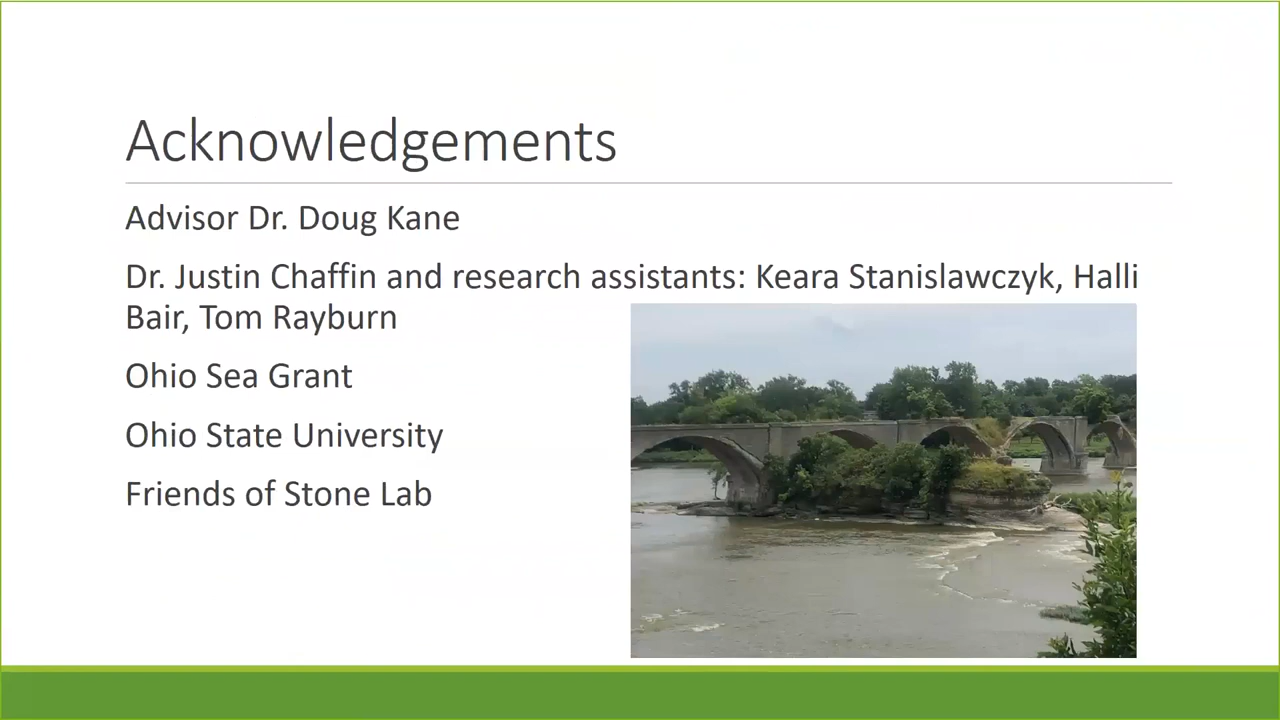 Acknowledgements
Advisor Dr. Doug Kane
Dr. Justin Chaffin and research assistants: Keara Stanislawczyk, Halli
Bair, Tom Rayburn
Ohio Sea Grant
Ohio State University
Friends of Stone Lab